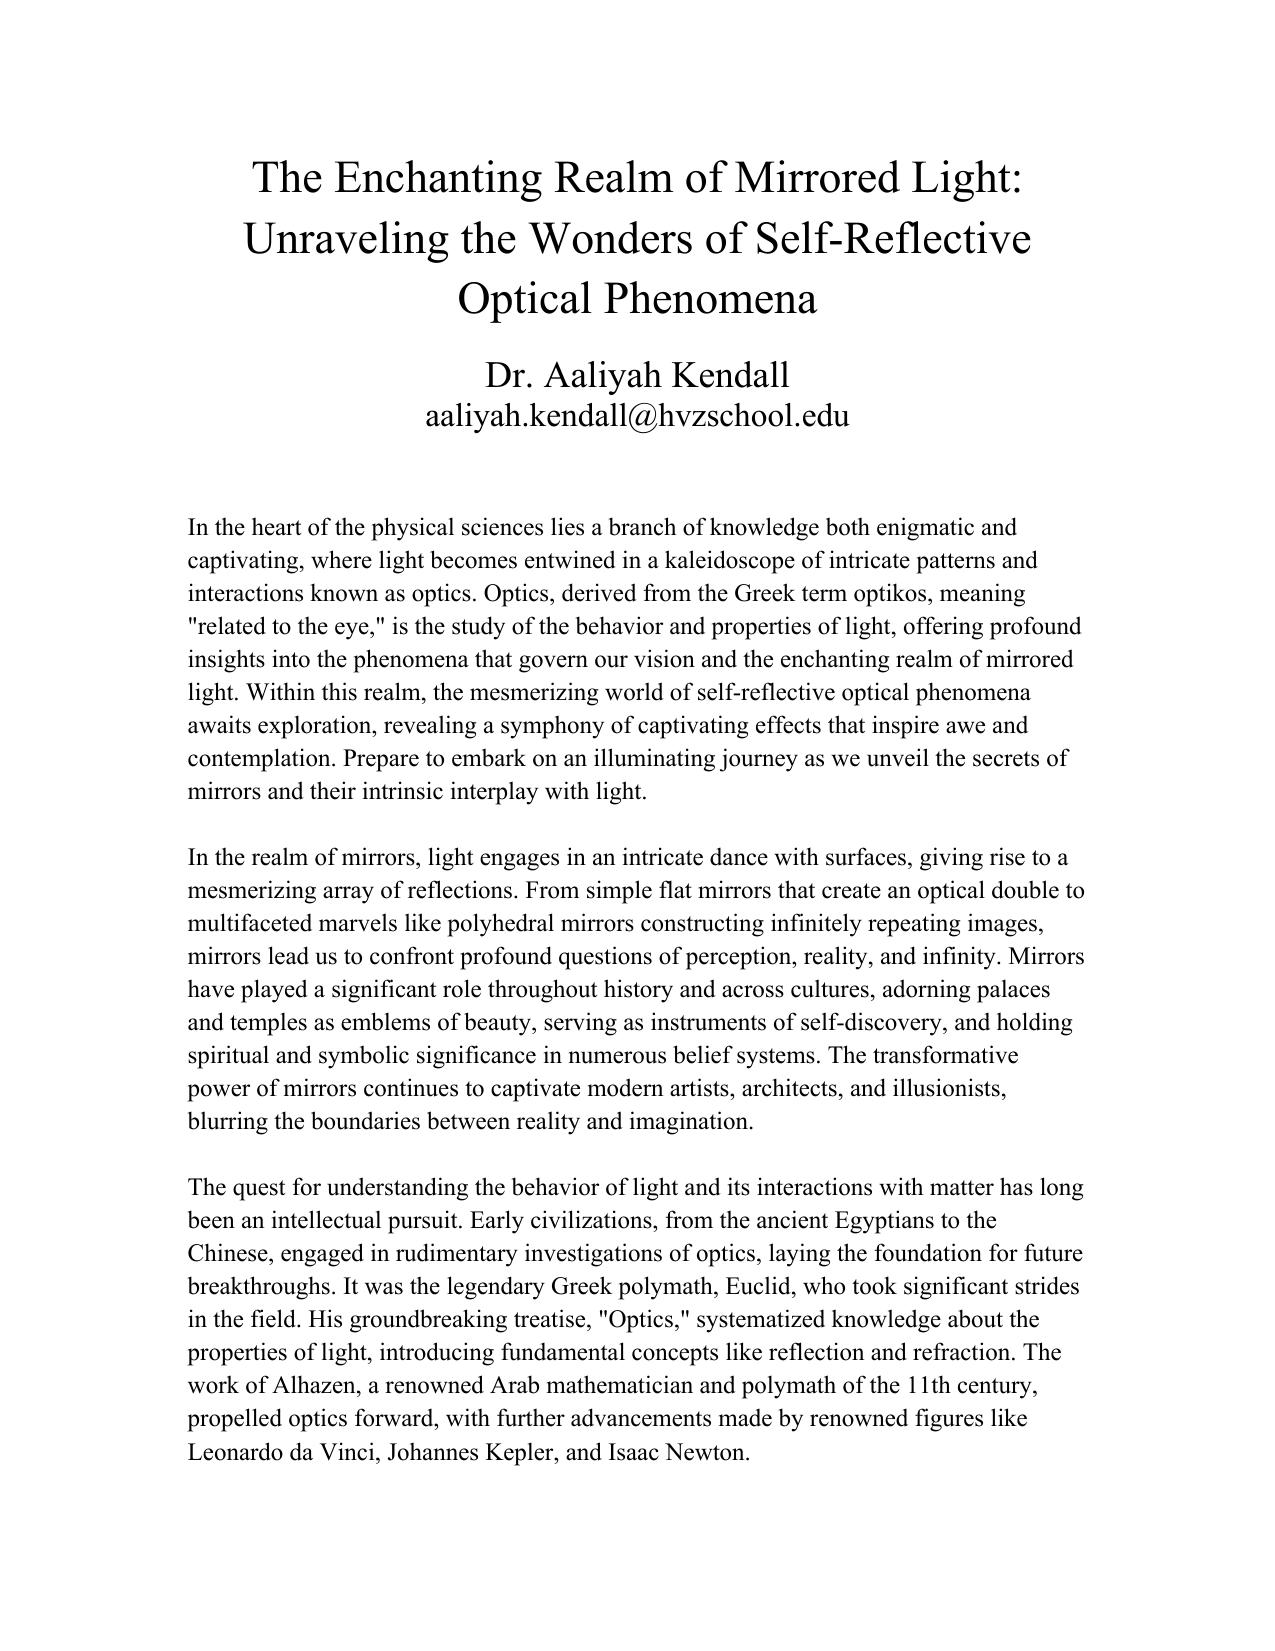 The Enchanting Realm of Mirrored Light:
Unraveling the Wonders of Self-Reflective
Optical Phenomena
Dr. Aaliyah Kendall
aaliyah.kendall@hvzschool.edu
In the heart of the physical sciences lies a branch of knowledge both enigmatic and
captivating, where light becomes entwined in a kaleidoscope of intricate patterns and
interactions known as optics. Optics, derived from the Greek term optikos, meaning
"related to the eye," is the study of the behavior and properties of light, offering profound
insights into the phenomena that govern our vision and the enchanting realm of mirrored
light. Within this realm, the mesmerizing world of self-reflective optical phenomena
awaits exploration, revealing a symphony of captivating effects that inspire awe and
contemplation. Prepare to embark on an illuminating journey as we unveil the secrets of
mirrors and their intrinsic interplay with light.
In the realm of mirrors, light engages in an intricate dance with surfaces, giving rise to a
mesmerizing array of reflections. From simple flat mirrors that create an optical double to
multifaceted marvels like polyhedral mirrors constructing infinitely repeating images,
mirrors lead us to confront profound questions of perception, reality, and infinity. Mirrors
have played a significant role throughout history and across cultures, adorning palaces
and temples as emblems of beauty, serving as instruments of self-discovery, and holding
spiritual and symbolic significance in numerous belief systems. The transformative
power of mirrors continues to captivate modern artists, architects, and illusionists,
blurring the boundaries between reality and imagination.
The quest for understanding the behavior of light and its interactions with matter has long
been an intellectual pursuit. Early civilizations, from the ancient Egyptians to the
Chinese, engaged in rudimentary investigations of optics, laying the foundation for future
breakthroughs. It was the legendary Greek polymath, Euclid, who took significant strides
in the field. His groundbreaking treatise, "Optics," systematized knowledge about the
properties of light, introducing fundamental concepts like reflection and refraction. The
work of Alhazen, a renowned Arab mathematician and polymath of the 11th century,
propelled optics forward, with further advancements made by renowned figures like
Leonardo da Vinci, Johannes Kepler, and Isaac Newton.